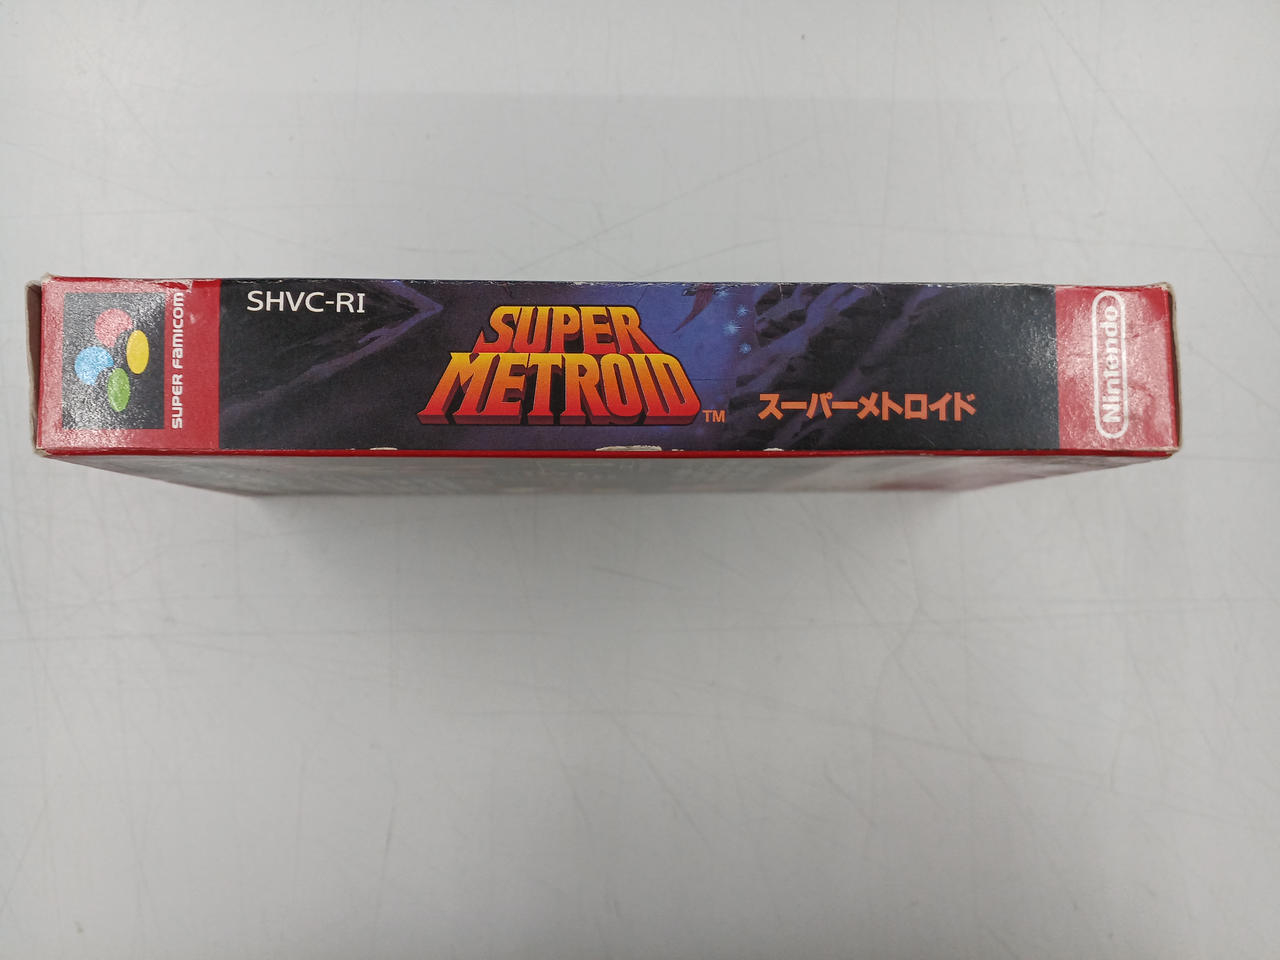 SUPER FAMICOM
SHVC-RI
SUPER
METROID
TM
スーパーメトロイド
Nintendo